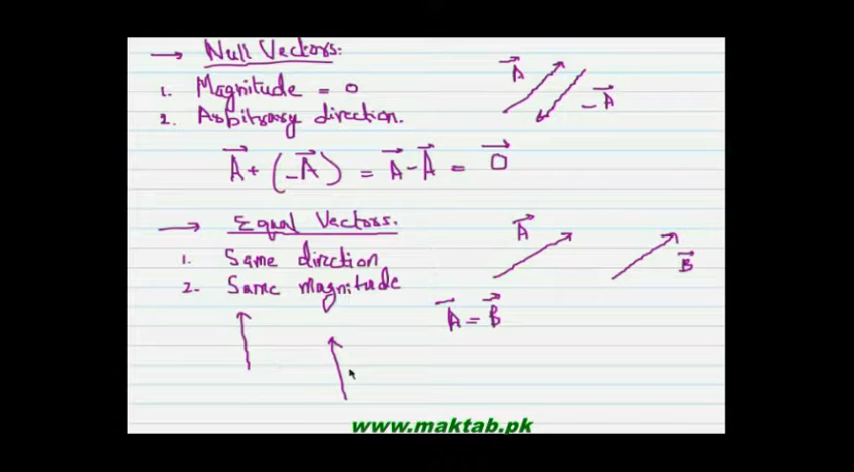 → Null Vectors:
1. Magnitude = 0
2. Arbitrary direction.
A⃗
-A⃗
A⃗ + (-A⃗) = A⃗ - A⃗ = 0⃗
→ Equal Vectors.
1. Same direction
2. Same magnitude
A⃗
B⃗
A⃗ = B⃗
www.maktab.pk